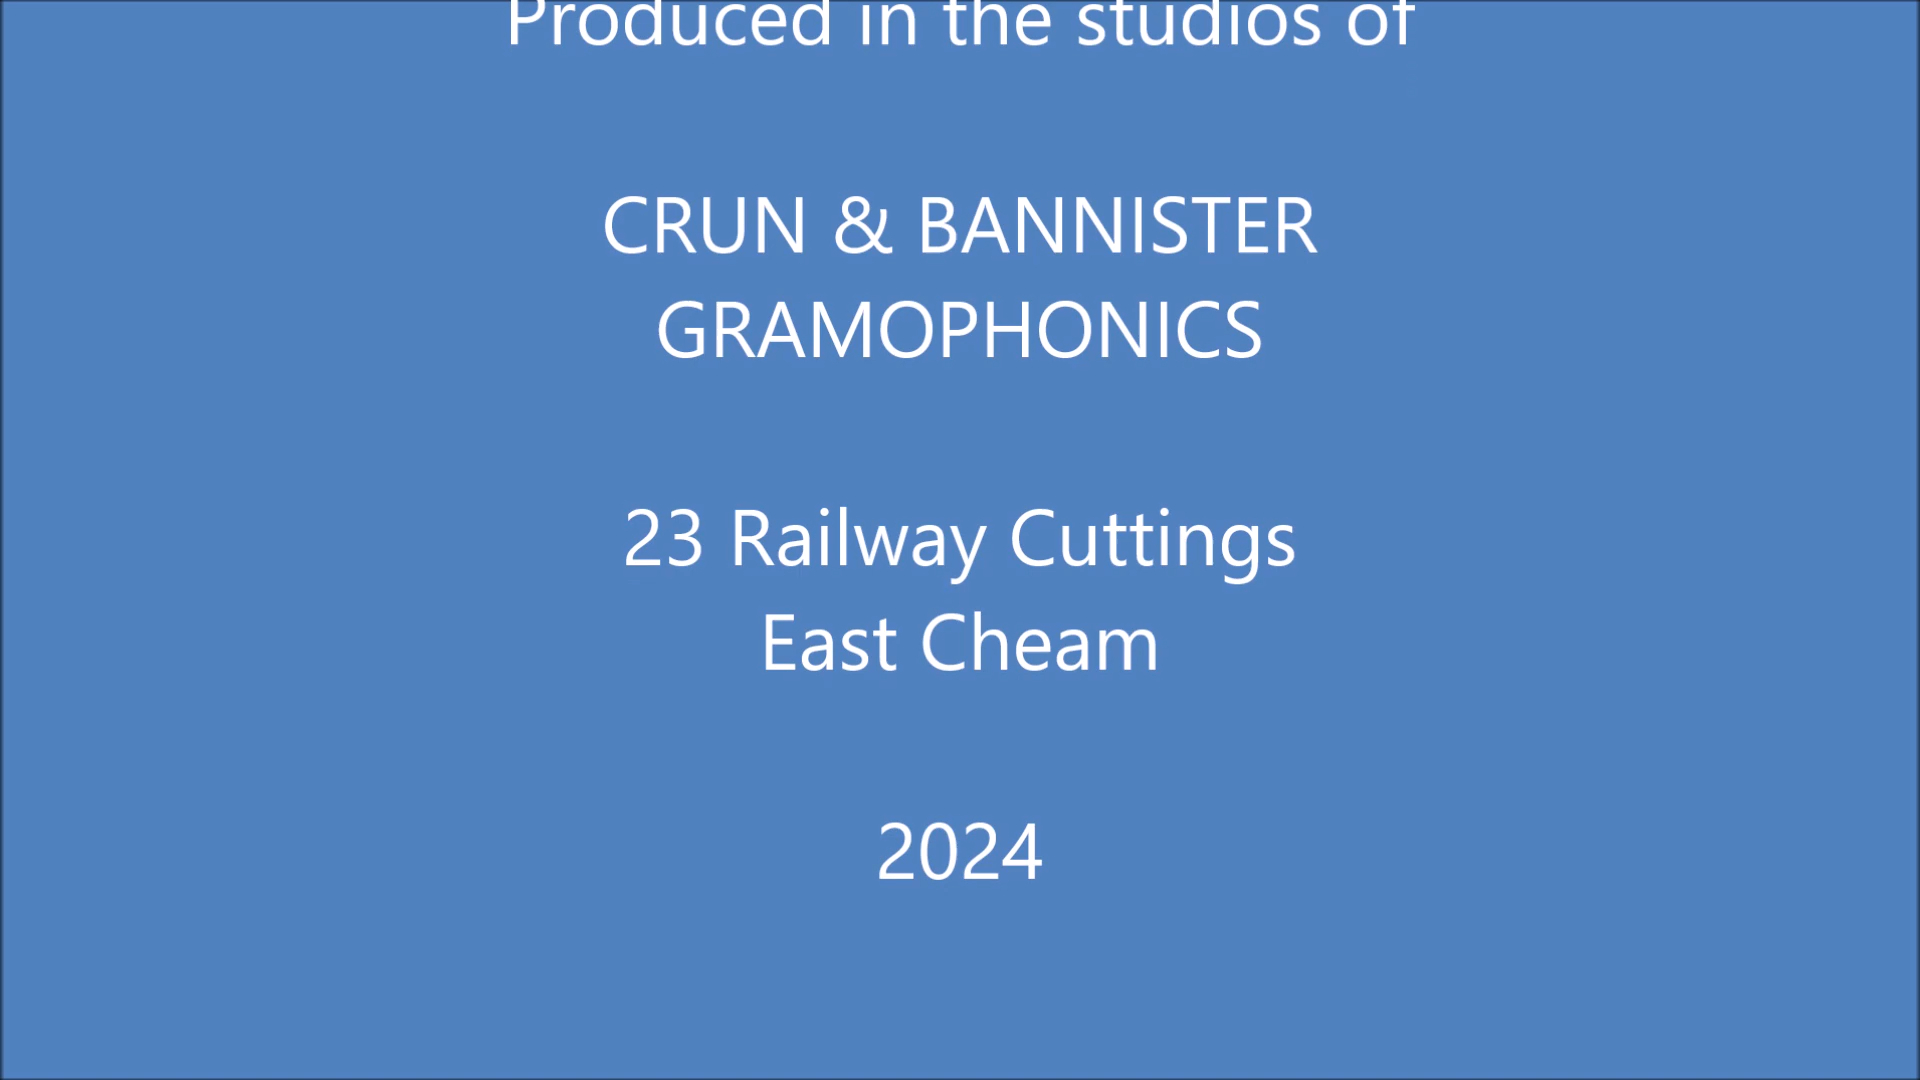 Produced in the studios of
CRUN & BANNISTER
GRAMOPHONICS
23 Railway Cuttings
East Cheam
2024